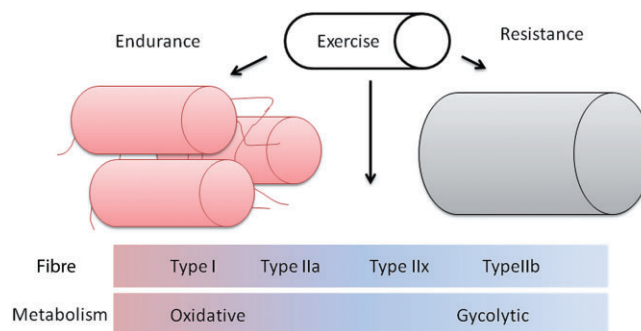 Endurance
Exercise
Resistance
Fibre Type I Type IIa Type IIx TypeIIb
Metabolism Oxidative Gycolytic